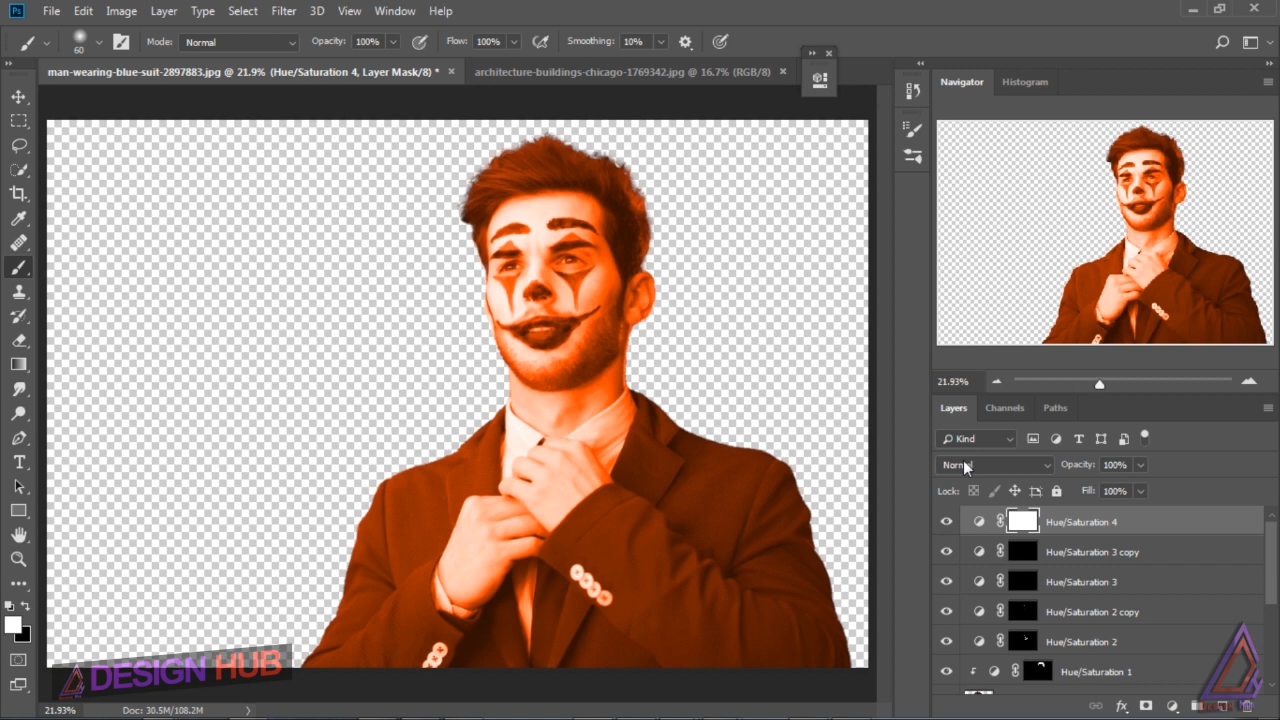 Ps File Edit Image Layer Type Select Filter 3D View Window Help
60 Mode: Normal Opacity: 100% Flow: 100% Smoothing: 10%
man-wearing-blue-suit-2897883.jpg @ 21.9% (Hue/Saturation 4, Layer Mask/8) * architecture-buildings-chicago-1769342.jpg @ 16.7% (RGB/8)
Navigator Histogram
21.93%
Layers Channels Paths
Kind
Normal Opacity: 100%
Lock: Fill: 100%
Hue/Saturation 4
Hue/Saturation 3 copy
Hue/Saturation 3
Hue/Saturation 2 copy
Hue/Saturation 2
Hue/Saturation 1
DESIGN HUB
21.93% Doc: 30.5M/108.2M